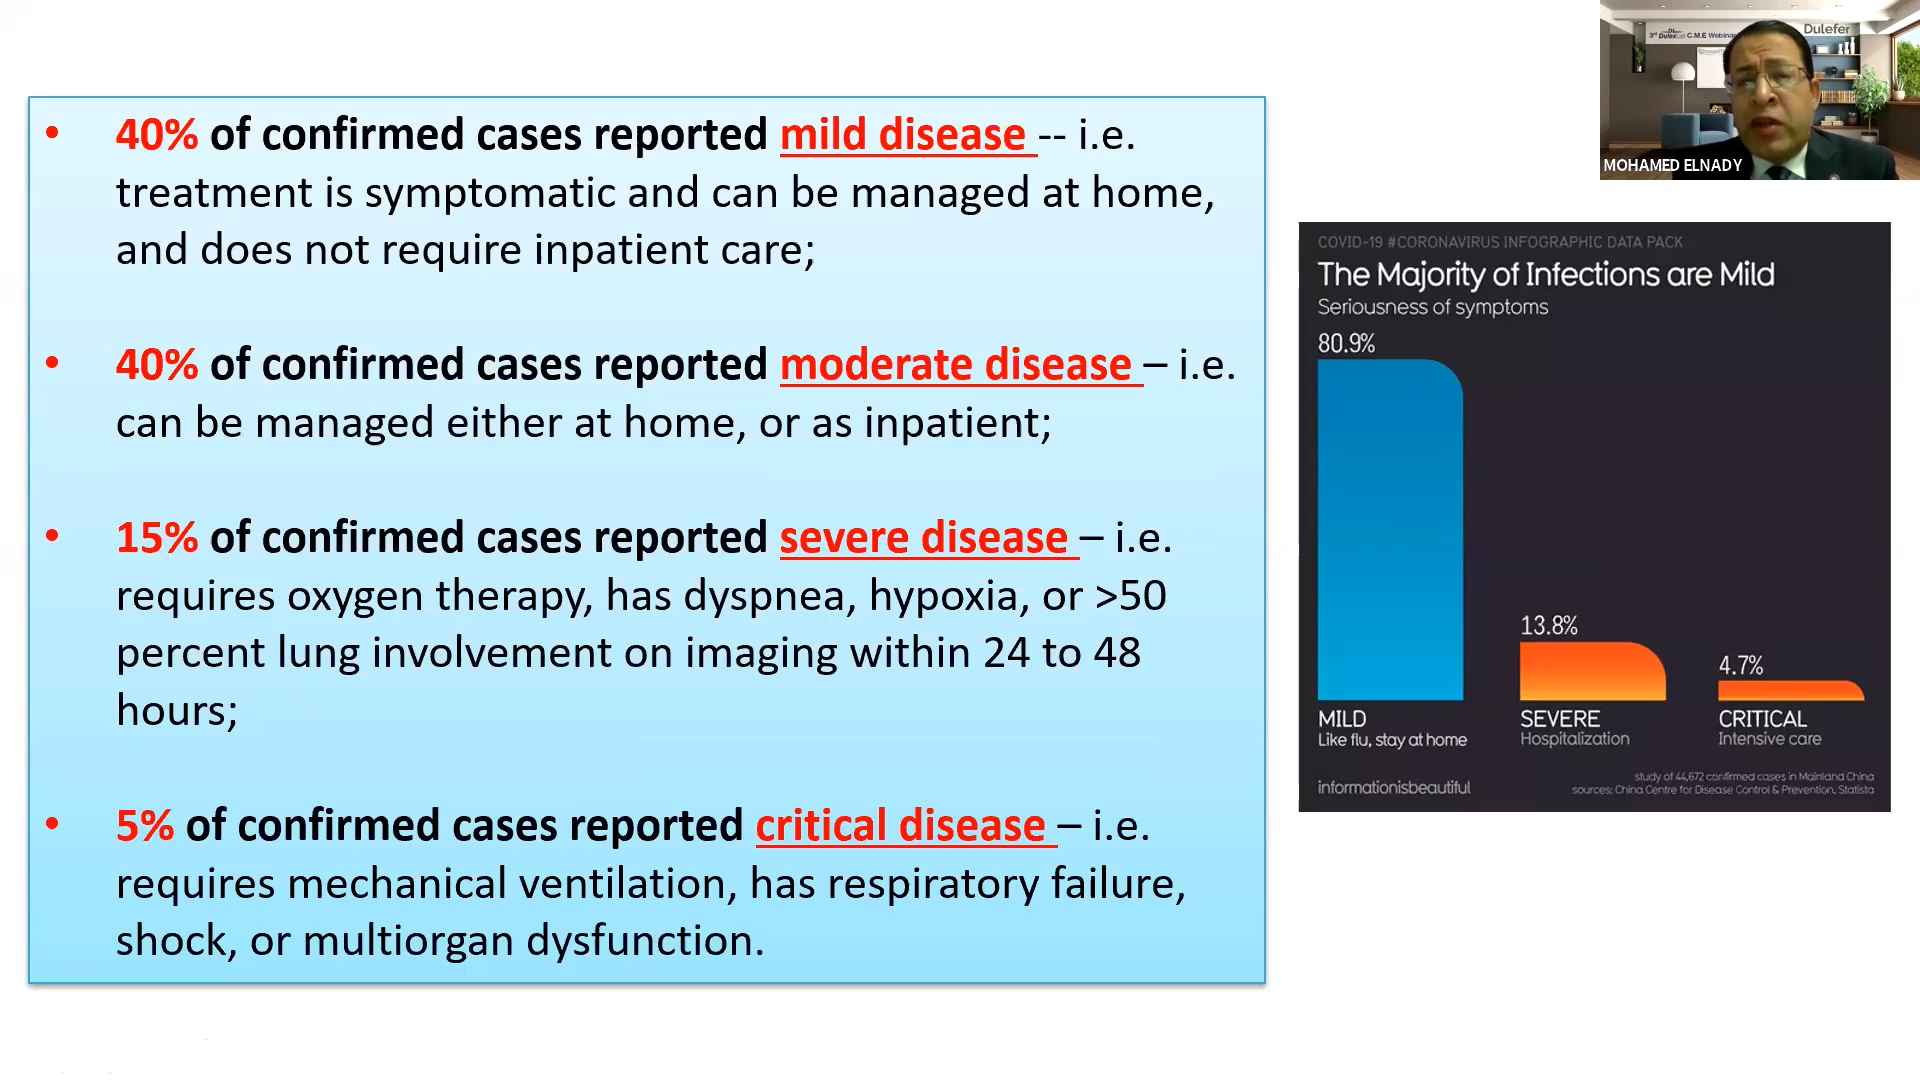 • 40% of confirmed cases reported mild disease -- i.e.
treatment is symptomatic and can be managed at home,
and does not require inpatient care;
• 40% of confirmed cases reported moderate disease – i.e.
can be managed either at home, or as inpatient;
• 15% of confirmed cases reported severe disease – i.e.
requires oxygen therapy, has dyspnea, hypoxia, or >50
percent lung involvement on imaging within 24 to 48
hours;
• 5% of confirmed cases reported critical disease – i.e.
requires mechanical ventilation, has respiratory failure,
shock, or multiorgan dysfunction.
3rd DulexLab C.M.E Webinar
Dulefer
MOHAMED ELNADY
COVID-19 #CORONAVIRUS INFOGRAPHIC DATA PACK
The Majority of Infections are Mild
Seriousness of symptoms
80.9%
13.8%
4.7%
MILD
Like flu, stay at home
SEVERE
Hospitalization
CRITICAL
Intensive care
informationisbeautiful
study of 44,672 confirmed cases in Mainland China
sources: China Centre for Disease Control & Prevention, Statista